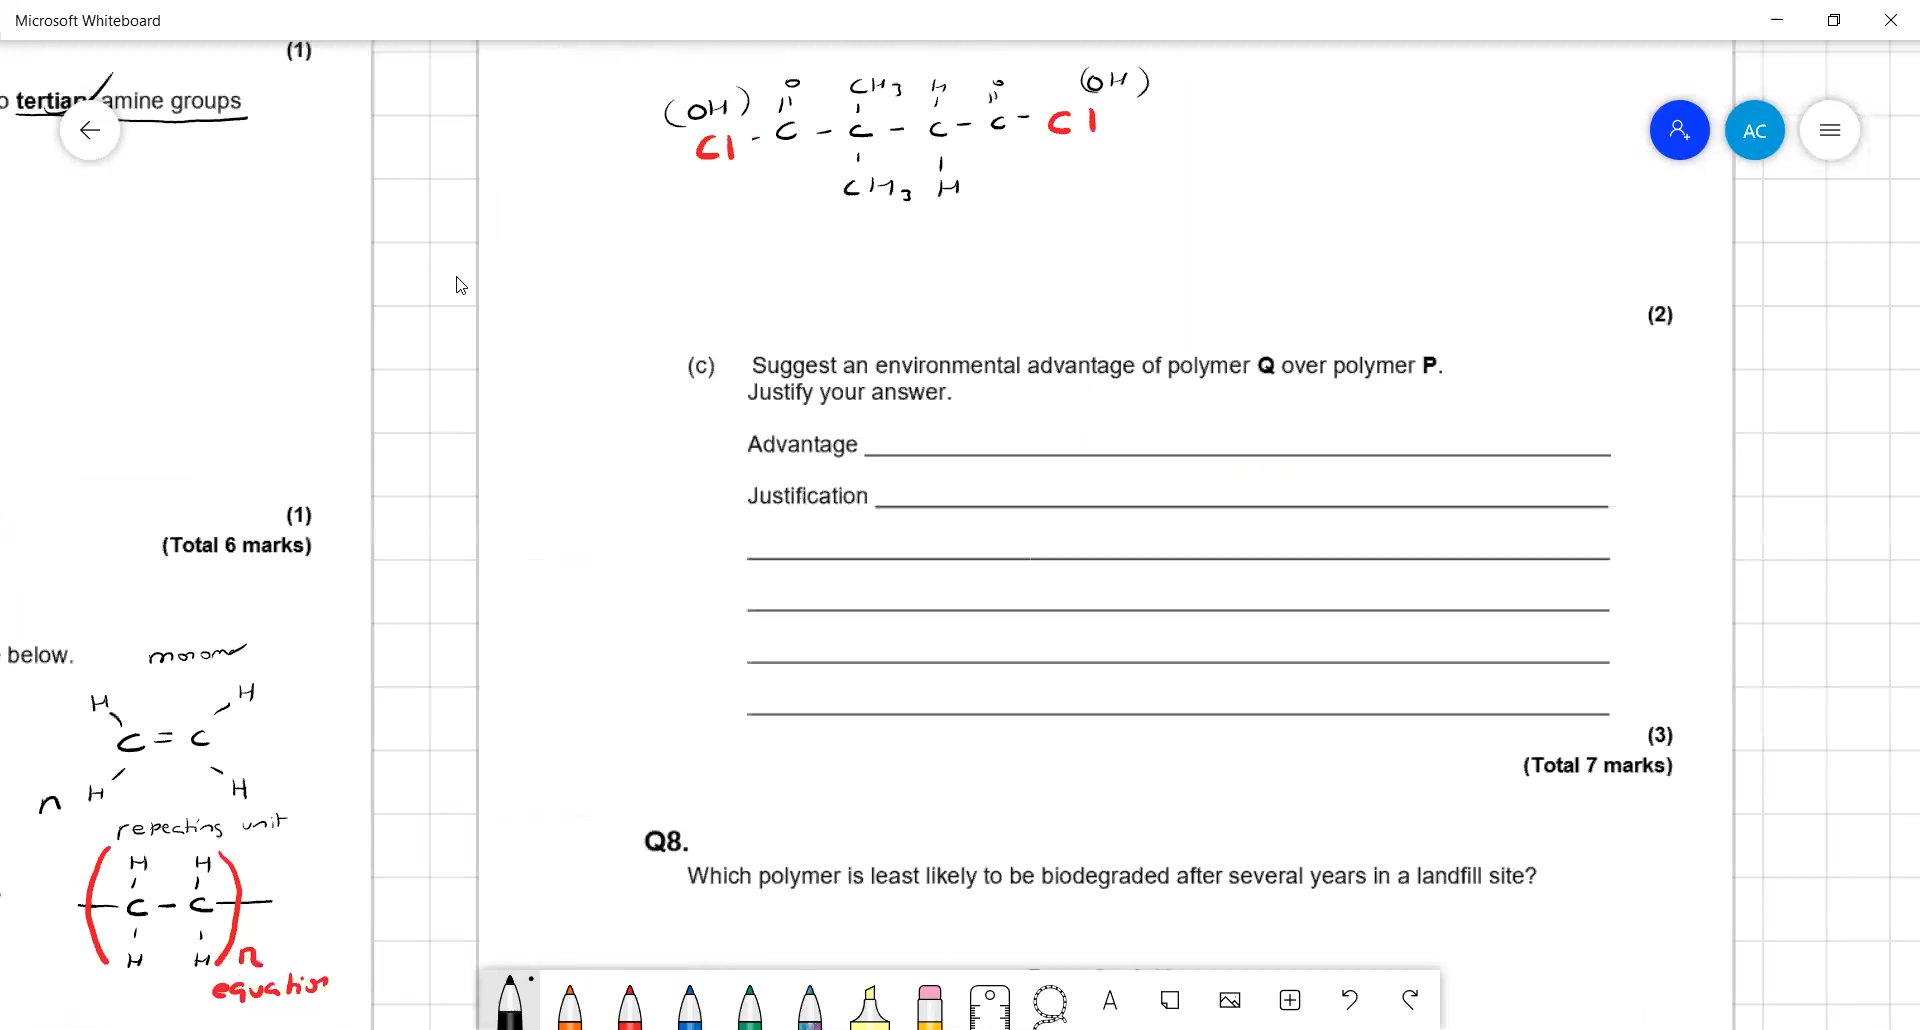 Microsoft Whiteboard
(1)
o tertiary amine groups
(1)
(Total 6 marks)
below.
H H
C = C
n H H
repeating unit
H H
C - C
H H n
equation
O CH3 H O (OH)
(OH) Cl - C - C - C - C - Cl
CH3 H
(2)
(c) Suggest an environmental advantage of polymer Q over polymer P.
Justify your answer.
Advantage
Justification
(3)
(Total 7 marks)
Q8.
Which polymer is least likely to be biodegraded after several years in a landfill site?
AC
A